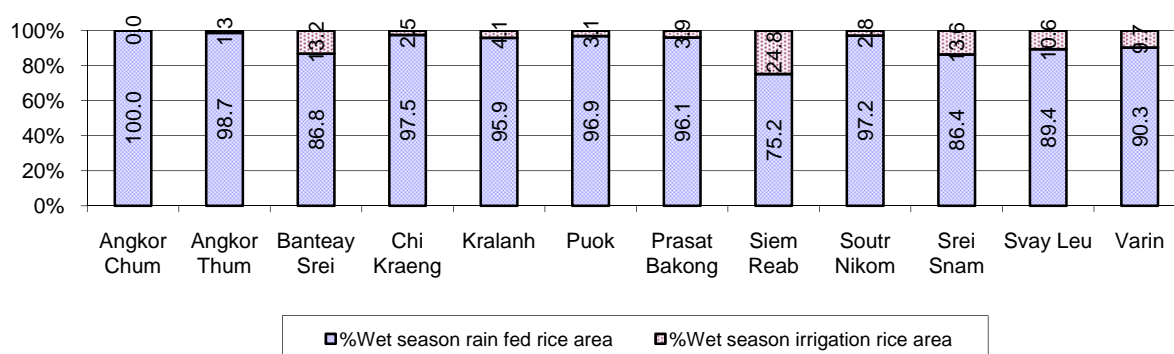 100%
80%
60%
40%
20%
0%
0.0
1.3
13.2
2.5
4.1
3.1
3.9
24.8
2.8
13.6
10.6
9.7
100.0
98.7
86.8
97.5
95.9
96.9
96.1
75.2
97.2
86.4
89.4
90.3
Angkor
Chum
Angkor
Thum
Banteay
Srei
Chi
Kraeng
Kralanh
Puok
Prasat
Bakong
Siem
Reab
Soutr
Nikom
Srei
Snam
Svay Leu
Varin
%Wet season rain fed rice area
%Wet season irrigation rice area